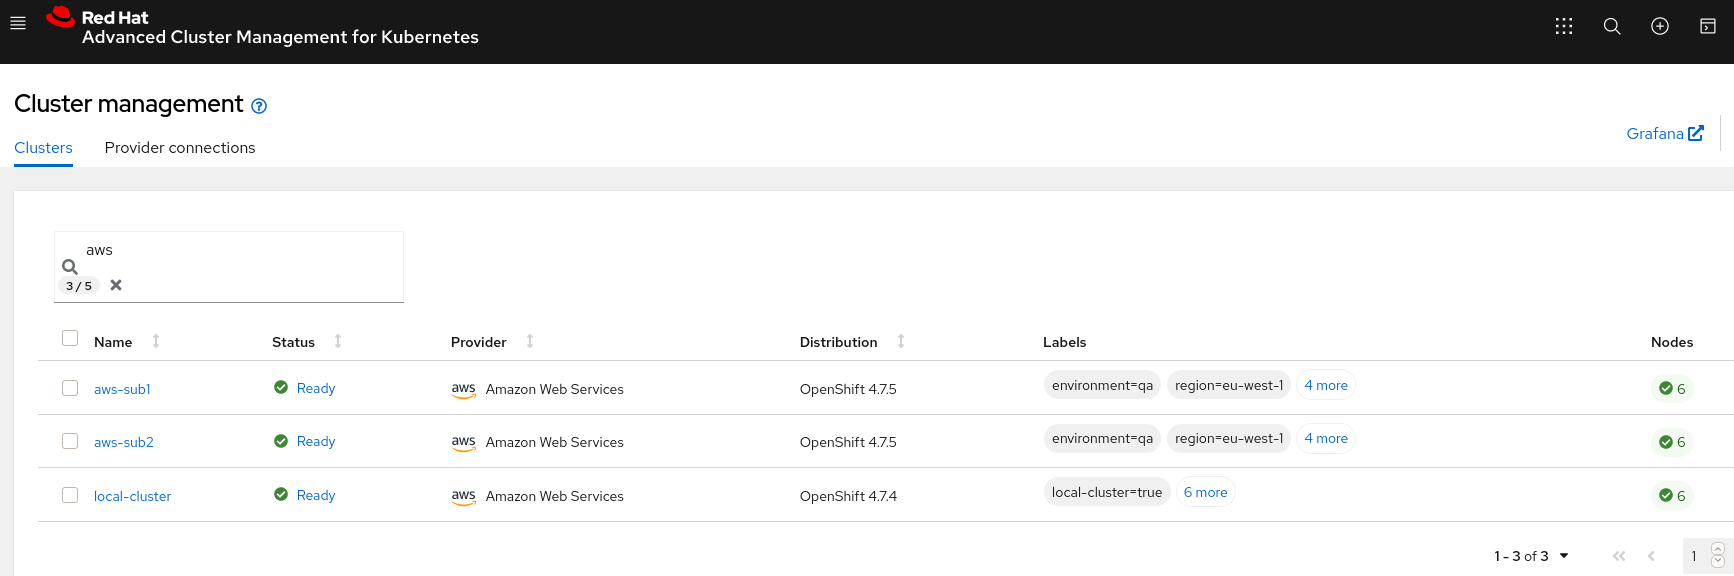 Red Hat
Advanced Cluster Management for Kubernetes
Cluster management
Clusters Provider connections
Grafana
aws
3 / 5
Name Status Provider Distribution Labels Nodes
aws-sub1 Ready aws Amazon Web Services OpenShift 4.7.5 environment=qa region=eu-west-1 4 more 6
aws-sub2 Ready aws Amazon Web Services OpenShift 4.7.5 environment=qa region=eu-west-1 4 more 6
local-cluster Ready aws Amazon Web Services OpenShift 4.7.4 local-cluster=true 6 more 6
1 - 3 of 3 1